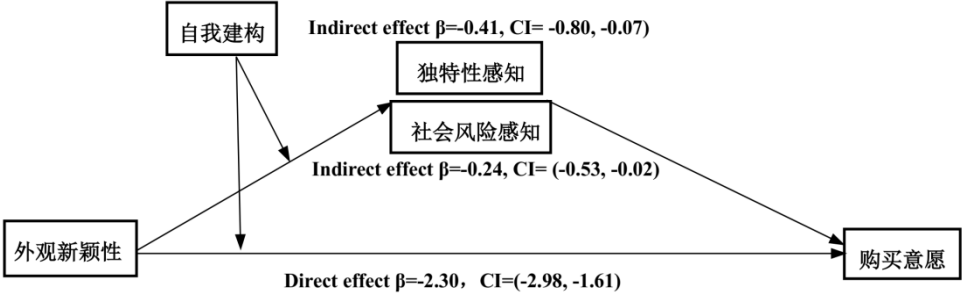 自我建构
Indirect effect β=-0.41, CI= -0.80, -0.07)
独特性感知
社会风险感知
Indirect effect β=-0.24, CI= (-0.53, -0.02)
外观新颖性
购买意愿
Direct effect β=-2.30，CI=(-2.98, -1.61)